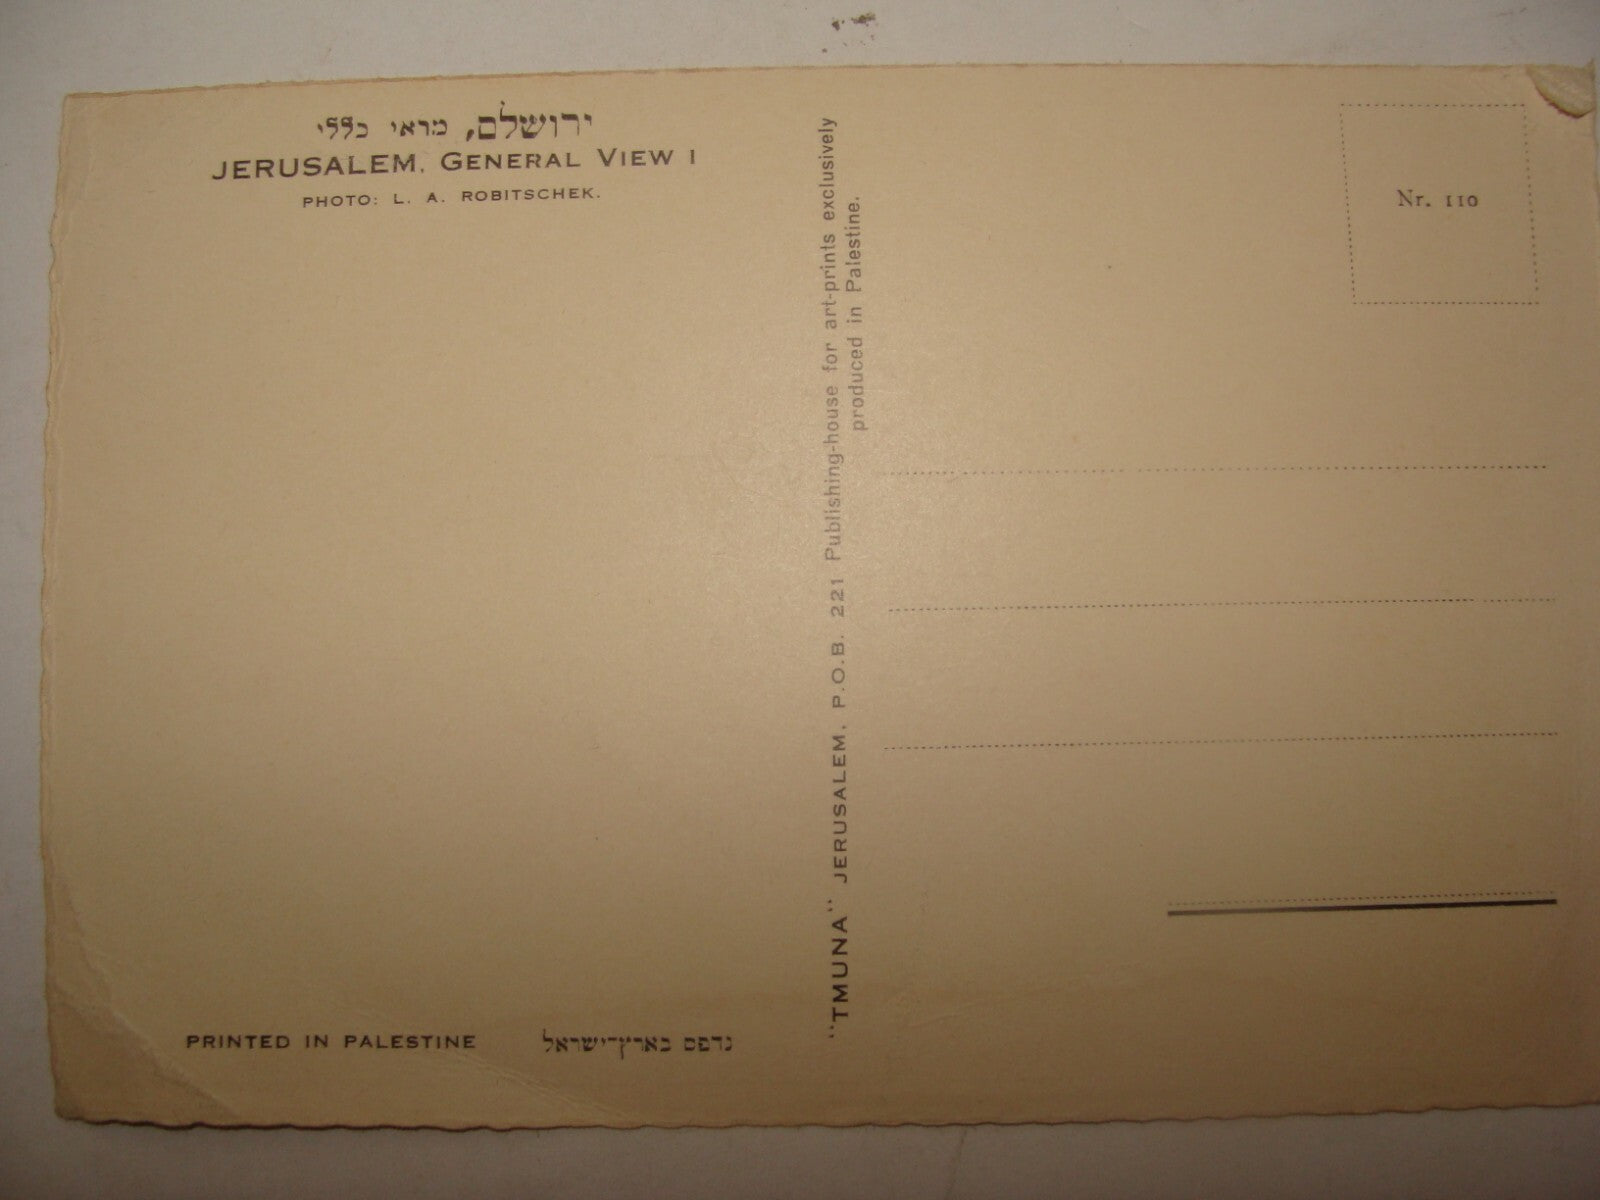 ירושלם, מראי כללי
JERUSALEM. GENERAL VIEW I
PHOTO: L. A. ROBITSCHEK.
"TMUNA" JERUSALEM, P.O.B. 221 Publishing-house for art-prints exclusively
produced in Palestine.
Nr. 110
PRINTED IN PALESTINE נדפס בארץ־ישראל